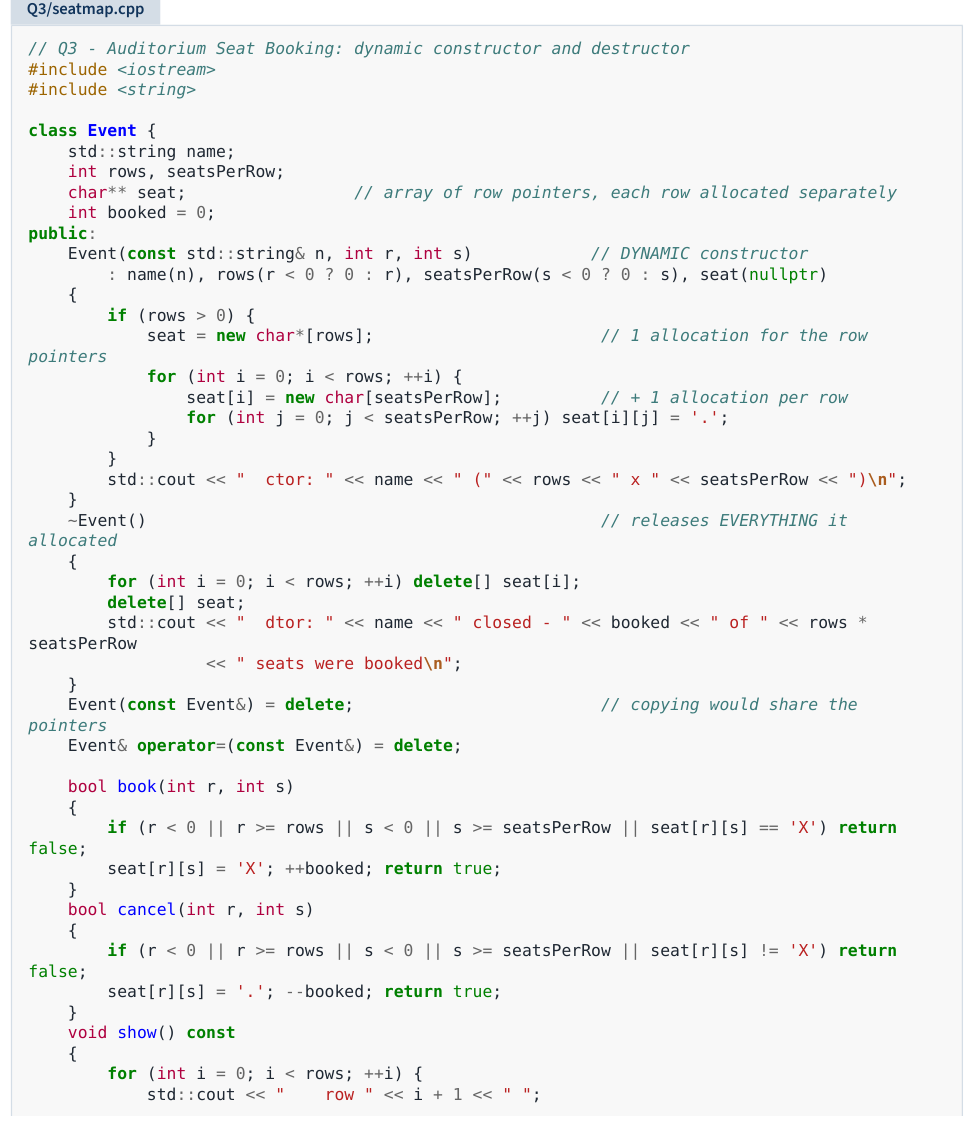 Q3/seatmap.cpp
// Q3 - Auditorium Seat Booking: dynamic constructor and destructor
#include <iostream>
#include <string>

class Event {
    std::string name;
    int rows, seatsPerRow;
    char** seat;                 // array of row pointers, each row allocated separately
    int booked = 0;
public:
    Event(const std::string& n, int r, int s)            // DYNAMIC constructor
        : name(n), rows(r < 0 ? 0 : r), seatsPerRow(s < 0 ? 0 : s), seat(nullptr)
    {
        if (rows > 0) {
            seat = new char*[rows];                       // 1 allocation for the row
pointers
            for (int i = 0; i < rows; ++i) {
                seat[i] = new char[seatsPerRow];          // + 1 allocation per row
                for (int j = 0; j < seatsPerRow; ++j) seat[i][j] = '.';
            }
        }
        std::cout << "  ctor: " << name << " (" << rows << " x " << seatsPerRow << ")\n";
    }
    ~Event()                                              // releases EVERYTHING it
allocated
    {
        for (int i = 0; i < rows; ++i) delete[] seat[i];
        delete[] seat;
        std::cout << "  dtor: " << name << " closed - " << booked << " of " << rows *
seatsPerRow
                  << " seats were booked\n";
    }
    Event(const Event&) = delete;                         // copying would share the
pointers
    Event& operator=(const Event&) = delete;

    bool book(int r, int s)
    {
        if (r < 0 || r >= rows || s < 0 || s >= seatsPerRow || seat[r][s] == 'X') return
false;
        seat[r][s] = 'X'; ++booked; return true;
    }
    bool cancel(int r, int s)
    {
        if (r < 0 || r >= rows || s < 0 || s >= seatsPerRow || seat[r][s] != 'X') return
false;
        seat[r][s] = '.'; --booked; return true;
    }
    void show() const
    {
        for (int i = 0; i < rows; ++i) {
            std::cout << "    row " << i + 1 << " ";